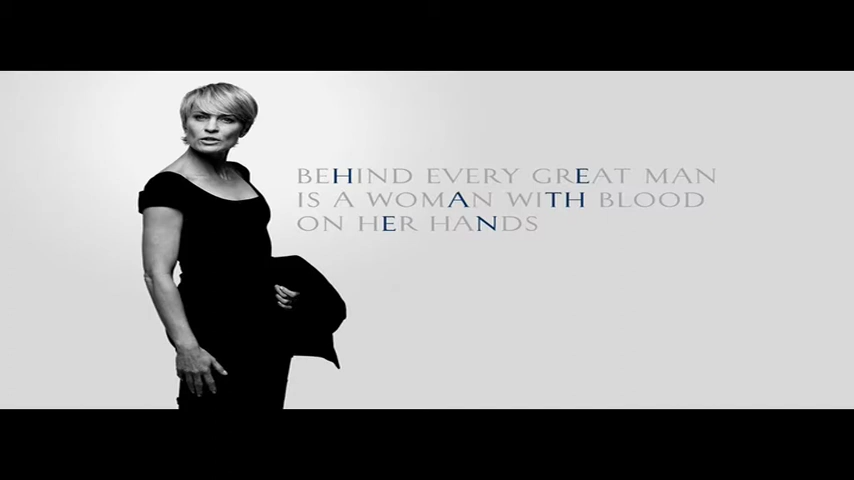 BEHIND EVERY GREAT MAN
IS A WOMAN WITH BLOOD
ON HER HANDS